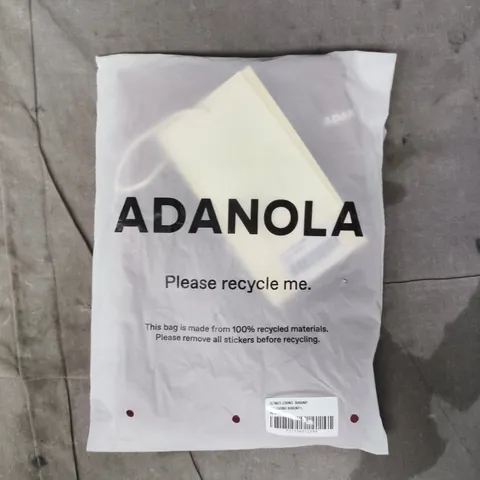 ADANOLA
Please recycle me.
This bag is made from 100% recycled materials.
Please remove all stickers before recycling.